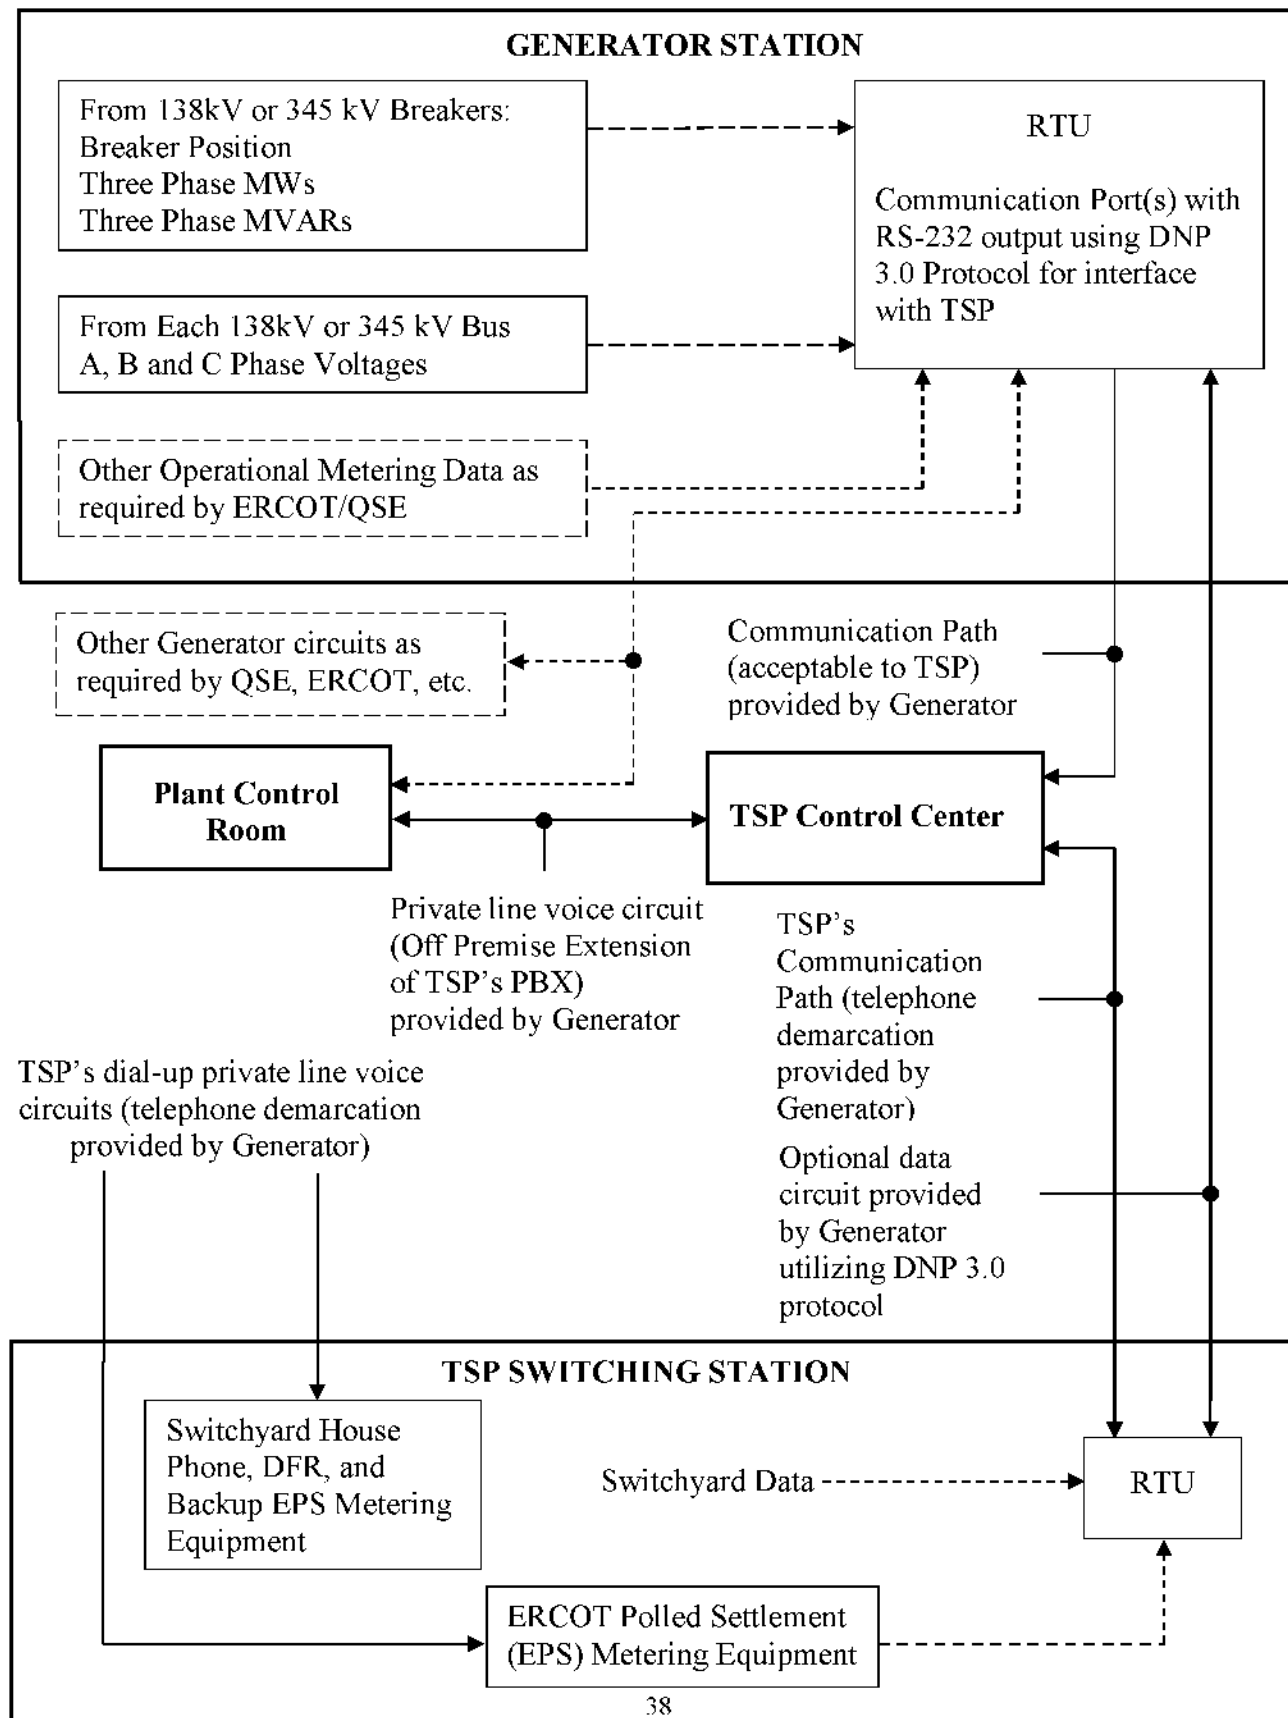 GENERATOR STATION
From 138kV or 345 kV Breakers:
Breaker Position
Three Phase MWs
Three Phase MVARs
RTU
Communication Port(s) with
RS-232 output using DNP
3.0 Protocol for interface
with TSP
From Each 138kV or 345 kV Bus
A, B and C Phase Voltages
Other Operational Metering Data as
required by ERCOT/QSE
Other Generator circuits as
required by QSE, ERCOT, etc.
Communication Path
(acceptable to TSP)
provided by Generator
Plant Control
Room
TSP Control Center
Private line voice circuit
(Off Premise Extension
of TSP's PBX)
provided by Generator
TSP's
Communication
Path (telephone
demarcation
provided by
Generator)
TSP's dial-up private line voice
circuits (telephone demarcation
provided by Generator)
Optional data
circuit provided
by Generator
utilizing DNP 3.0
protocol
TSP SWITCHING STATION
Switchyard House
Phone, DFR, and
Backup EPS Metering
Equipment
Switchyard Data
RTU
ERCOT Polled Settlement
(EPS) Metering Equipment
38